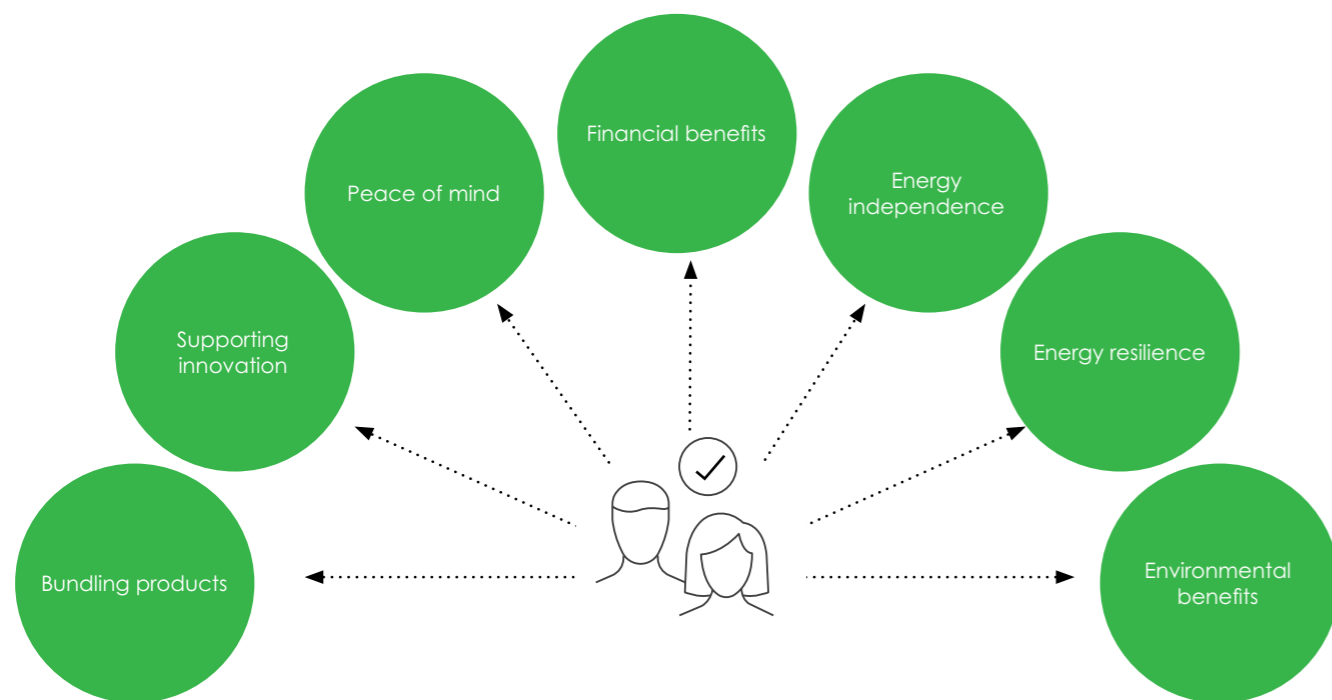 Financial benefits
Peace of mind
Energy
independence
Supporting
innovation
Energy resilience
Bundling products
Environmental
benefits